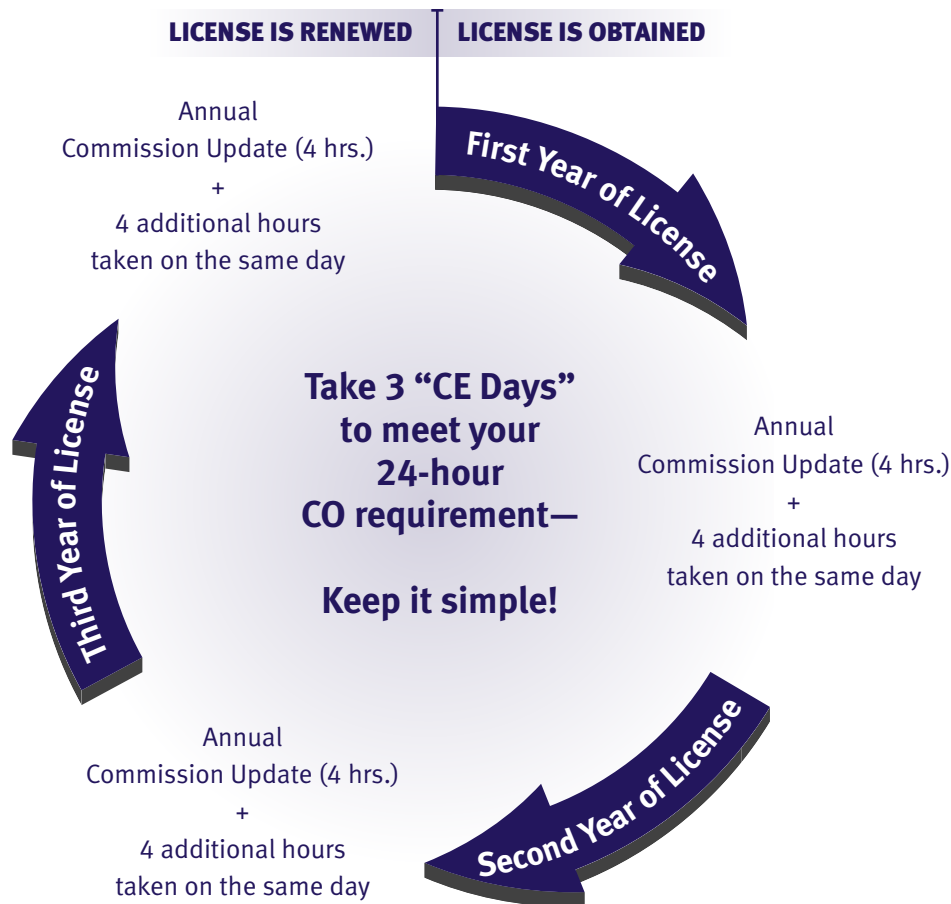 LICENSE IS RENEWED
LICENSE IS OBTAINED
First Year of License
Annual
Commission Update (4 hrs.)
+
4 additional hours
taken on the same day
Second Year of License
Annual
Commission Update (4 hrs.)
+
4 additional hours
taken on the same day
Third Year of License
Annual
Commission Update (4 hrs.)
+
4 additional hours
taken on the same day
Take 3 “CE Days”
to meet your
24-hour
CO requirement—
Keep it simple!